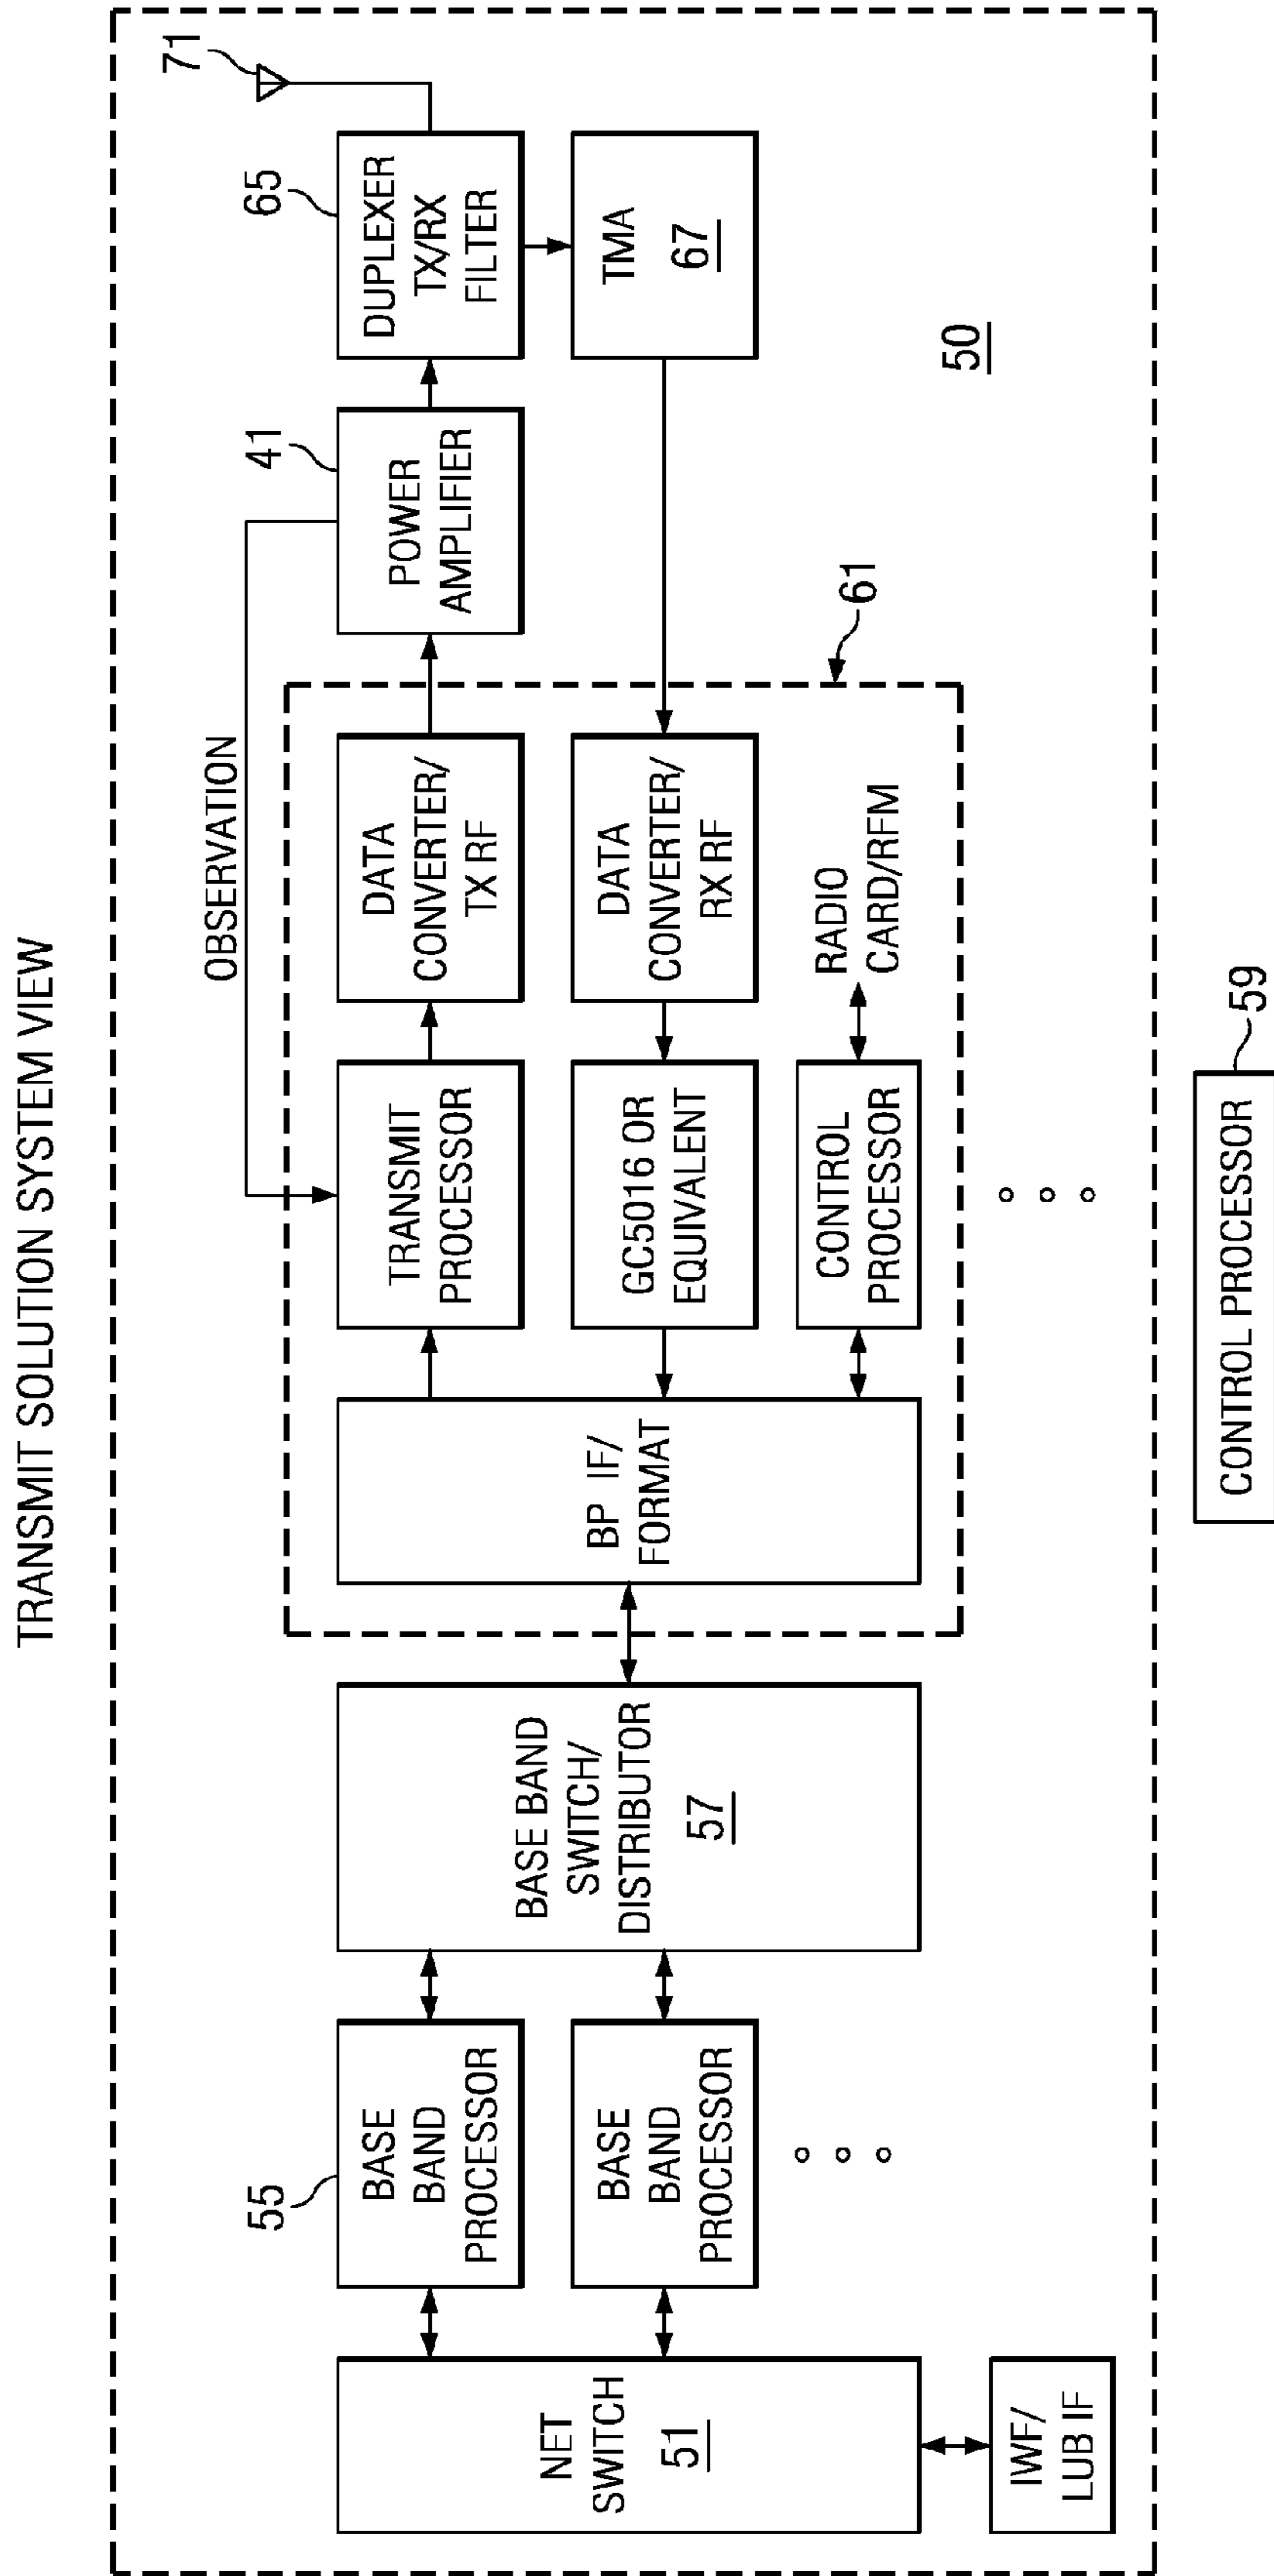 TRANSMIT SOLUTION SYSTEM VIEW
NET
SWITCH
51
IWF/
LUB IF
55
BASE
BAND
PROCESSOR
BASE
BAND
PROCESSOR
BASE BAND
SWITCH/
DISTRIBUTOR
57
BP IF/
FORMAT
OBSERVATION
TRANSMIT
PROCESSOR
DATA
CONVERTER/
TX RF
GC5016 OR
EQUIVALENT
DATA
CONVERTER/
RX RF
CONTROL
PROCESSOR
RADIO
CARD/RFM
61
41
POWER
AMPLIFIER
65
DUPLEXER
TX/RX
FILTER
71
TMA
67
50
CONTROL PROCESSOR
59